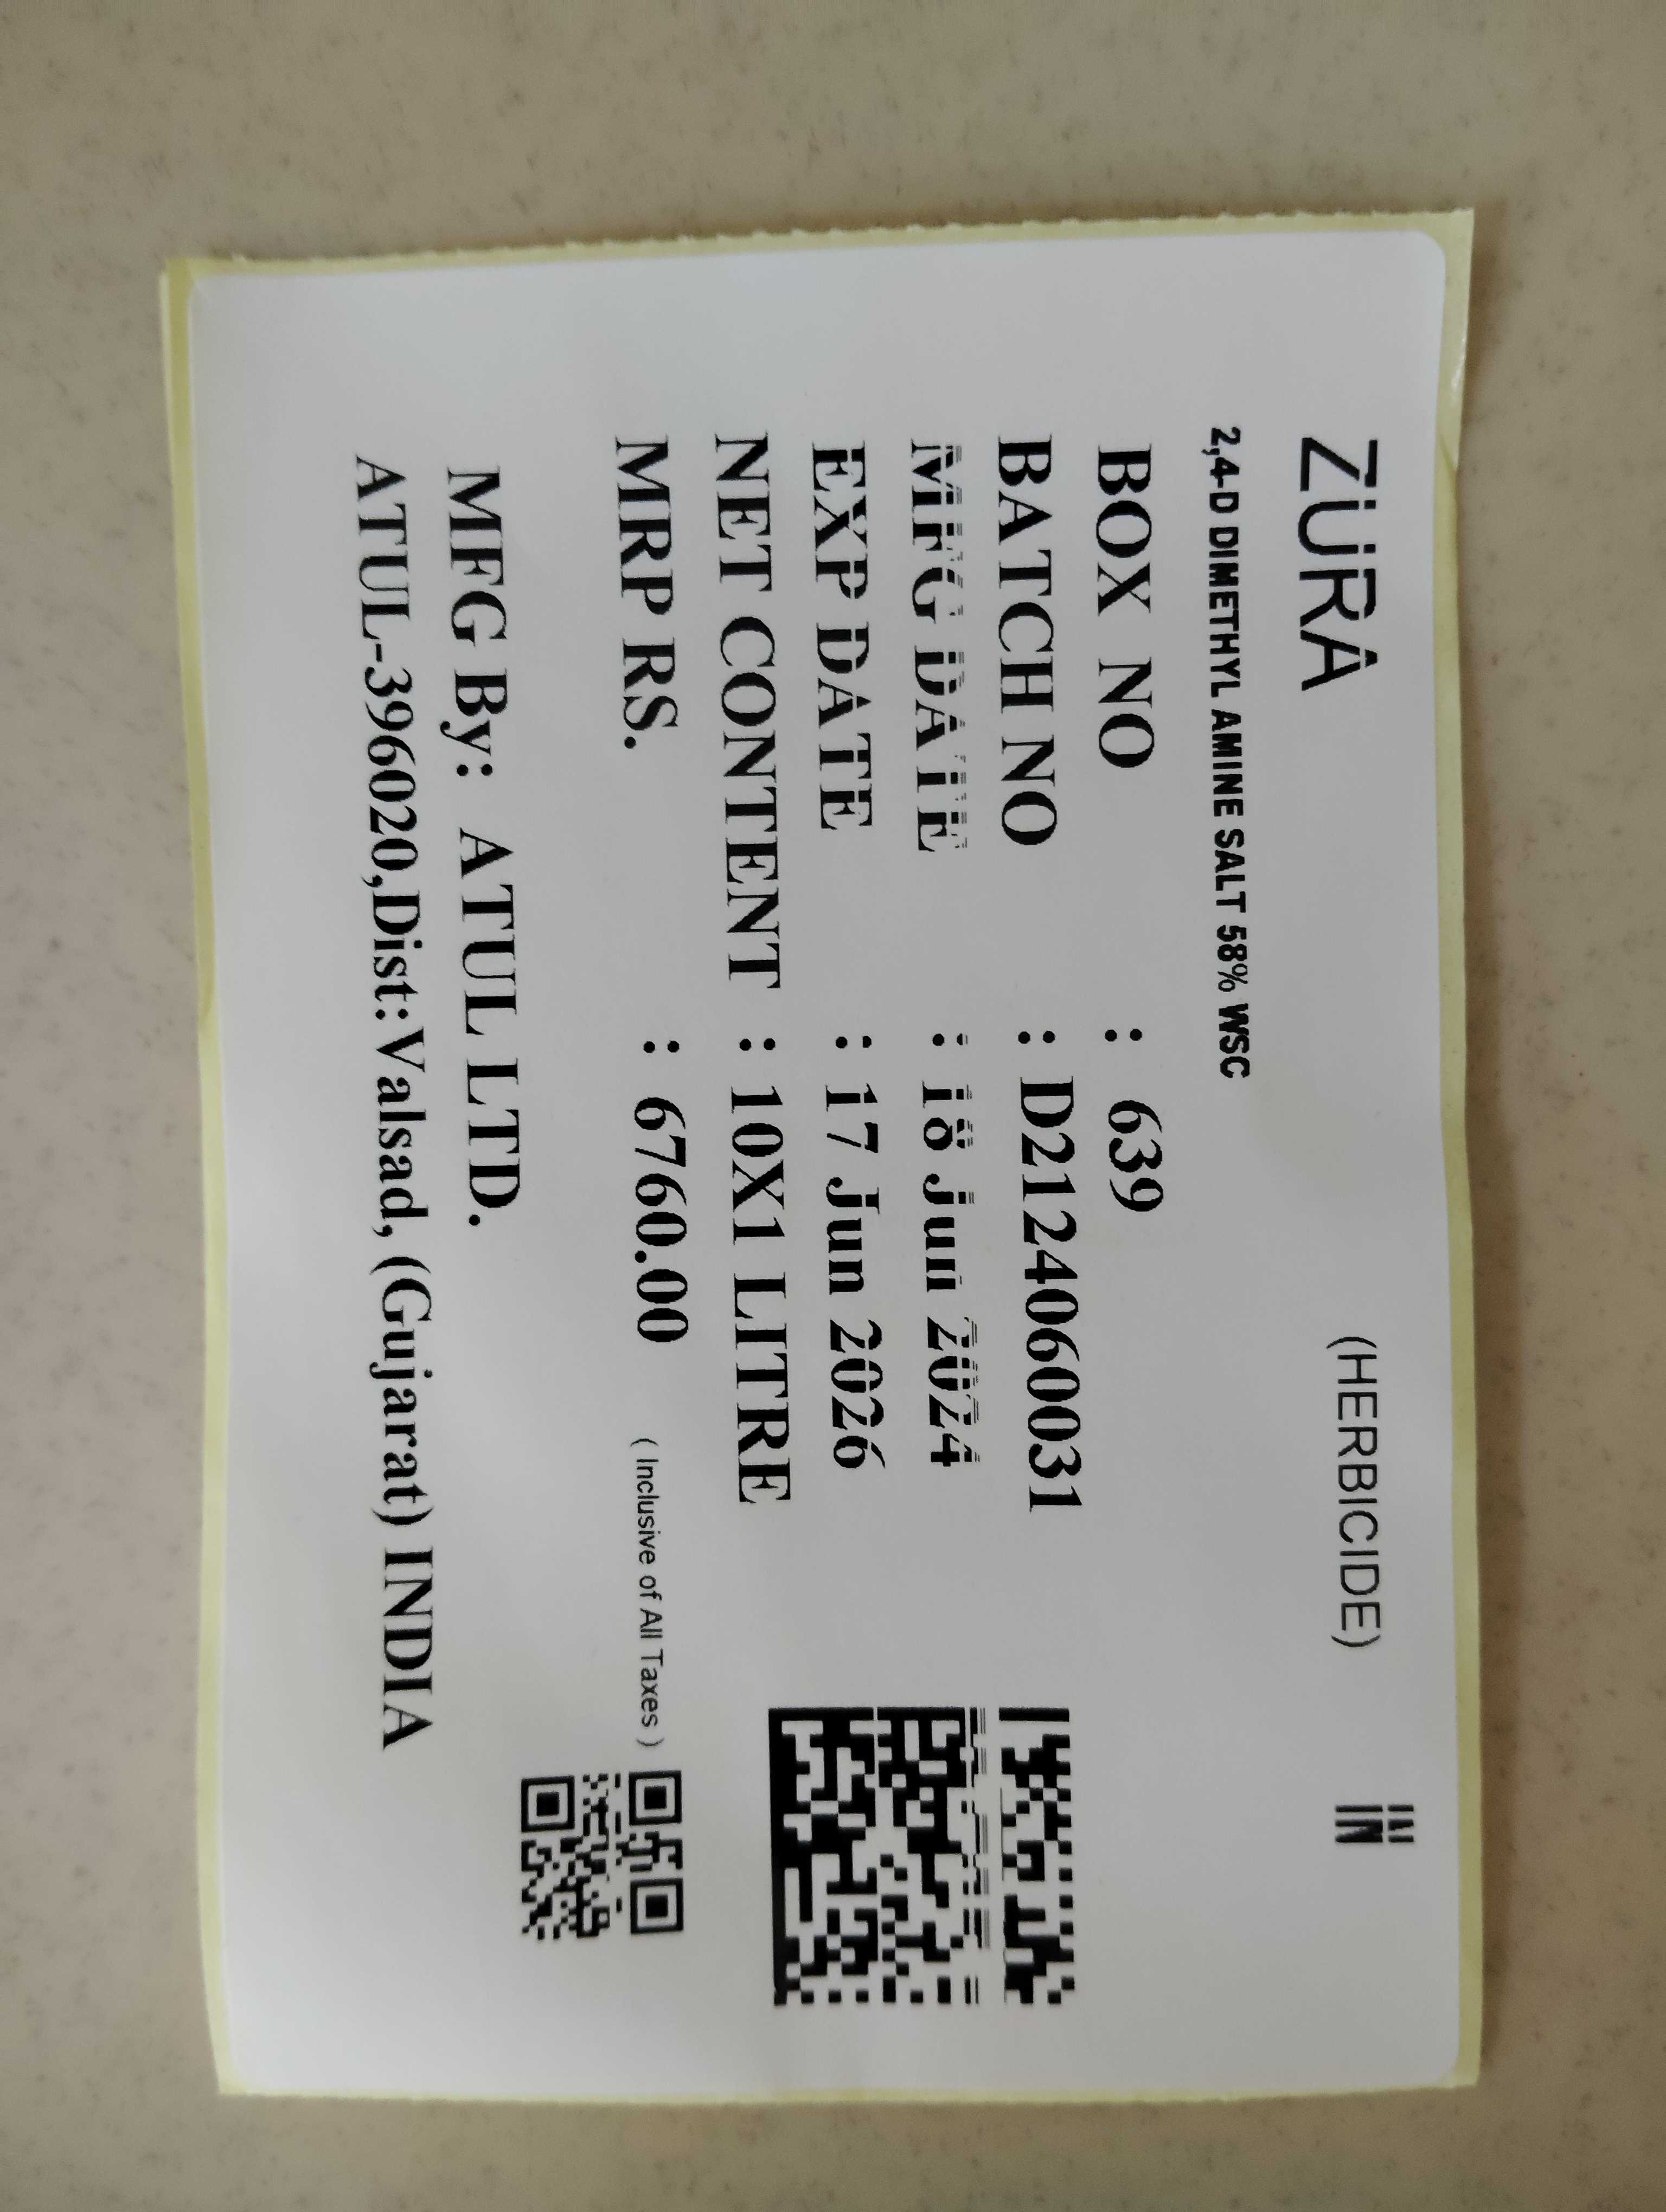 ZURA (HERBICIDE) IN
2,4-D DIMETHYL AMINE SALT 58% WSC
BOX NO : 639
BATCH NO : D2124060031
MFG DATE : 18 Jun 2024
EXP DATE : 17 Jun 2026
NET CONTENT : 10X1 LITRE
MRP RS. : 6760.00 ( Inclusive of All Taxes )
MFG By: ATUL LTD.
ATUL-396020,Dist:Valsad, (Gujarat) INDIA